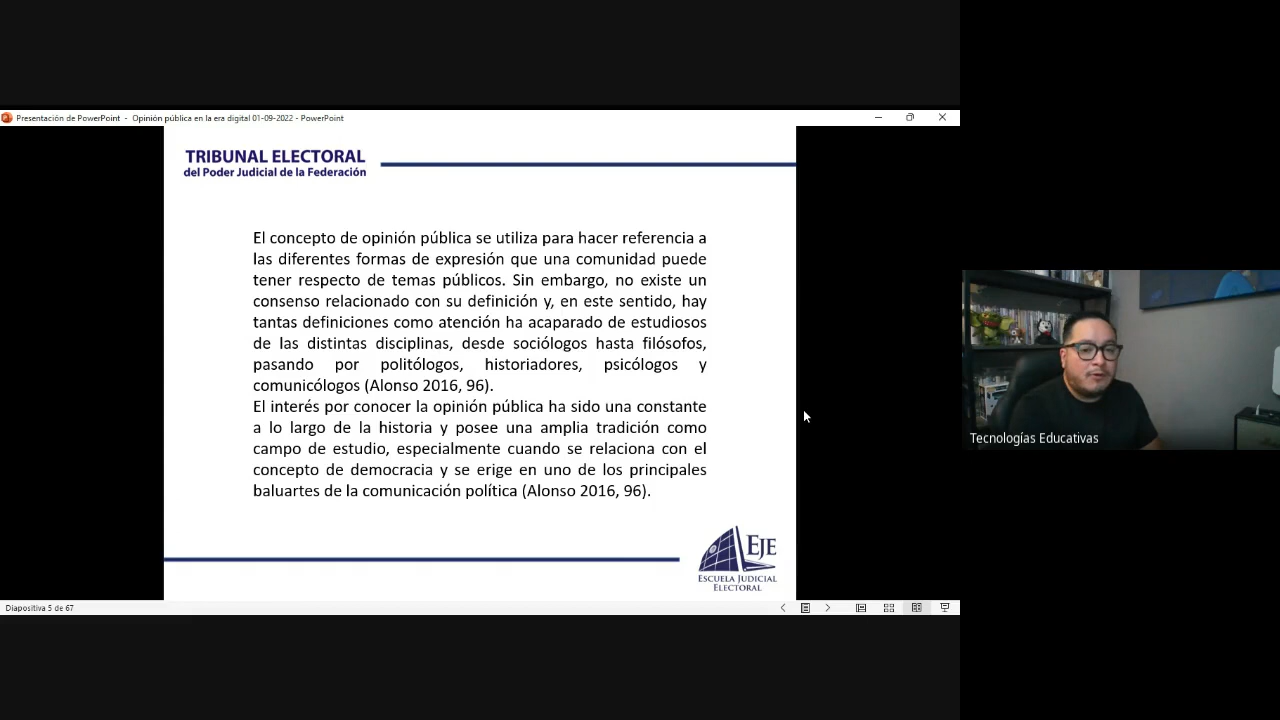 Presentación de PowerPoint - Opinión pública en la era digital 01-09-2022 - PowerPoint
TRIBUNAL ELECTORAL
del Poder Judicial de la Federación
El concepto de opinión pública se utiliza para hacer referencia a
las diferentes formas de expresión que una comunidad puede
tener respecto de temas públicos. Sin embargo, no existe un
consenso relacionado con su definición y, en este sentido, hay
tantas definiciones como atención ha acaparado de estudiosos
de las distintas disciplinas, desde sociólogos hasta filósofos,
pasando por politólogos, historiadores, psicólogos y
comunicólogos (Alonso 2016, 96).
El interés por conocer la opinión pública ha sido una constante
a lo largo de la historia y posee una amplia tradición como
campo de estudio, especialmente cuando se relaciona con el
concepto de democracia y se erige en uno de los principales
baluartes de la comunicación política (Alonso 2016, 96).
EJE
ESCUELA JUDICIAL
ELECTORAL
Diapositiva 5 de 67
Tecnologías Educativas